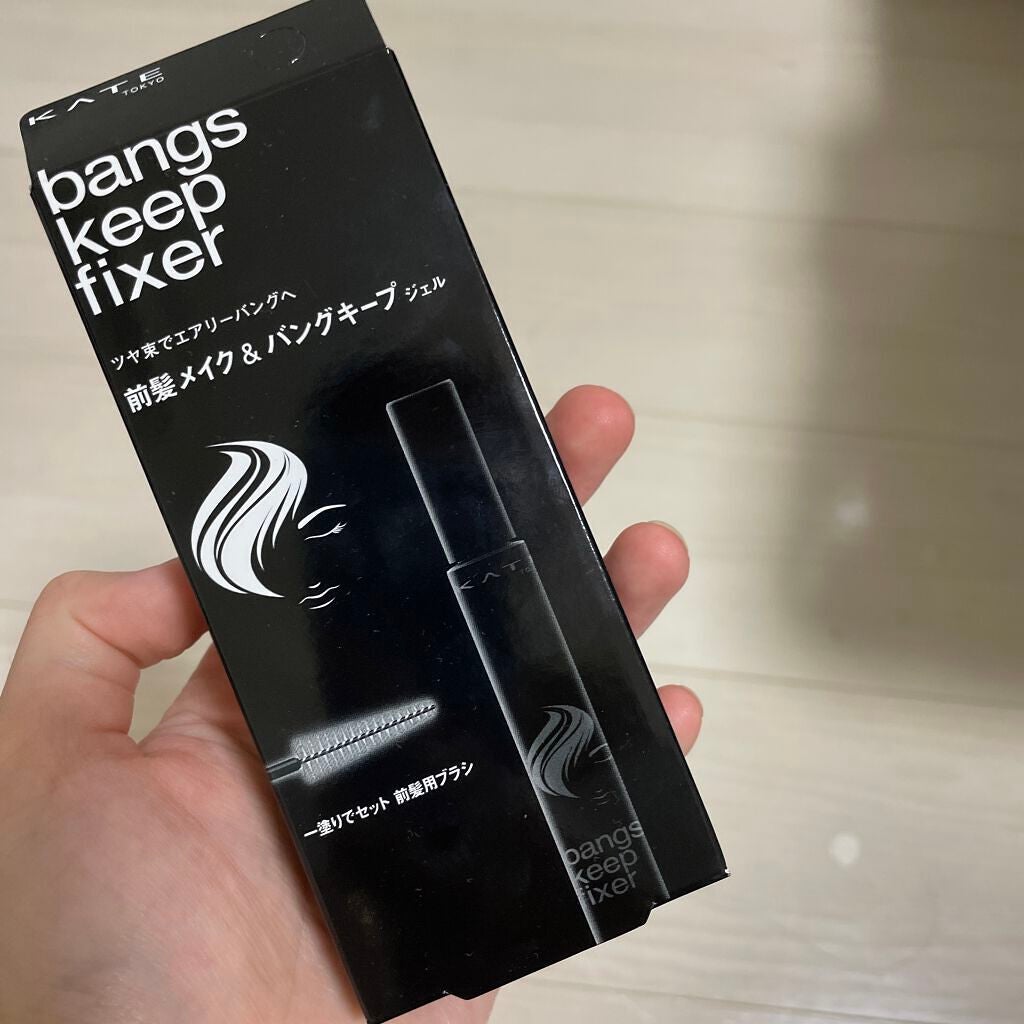 KATE
TOKYO
bangs
keep
fixer
ツヤ束でエアリーバングへ
前髪メイク & バングキープ ジェル
KATE
一塗りでセット 前髪用ブラシ
bangs
keep
fixer